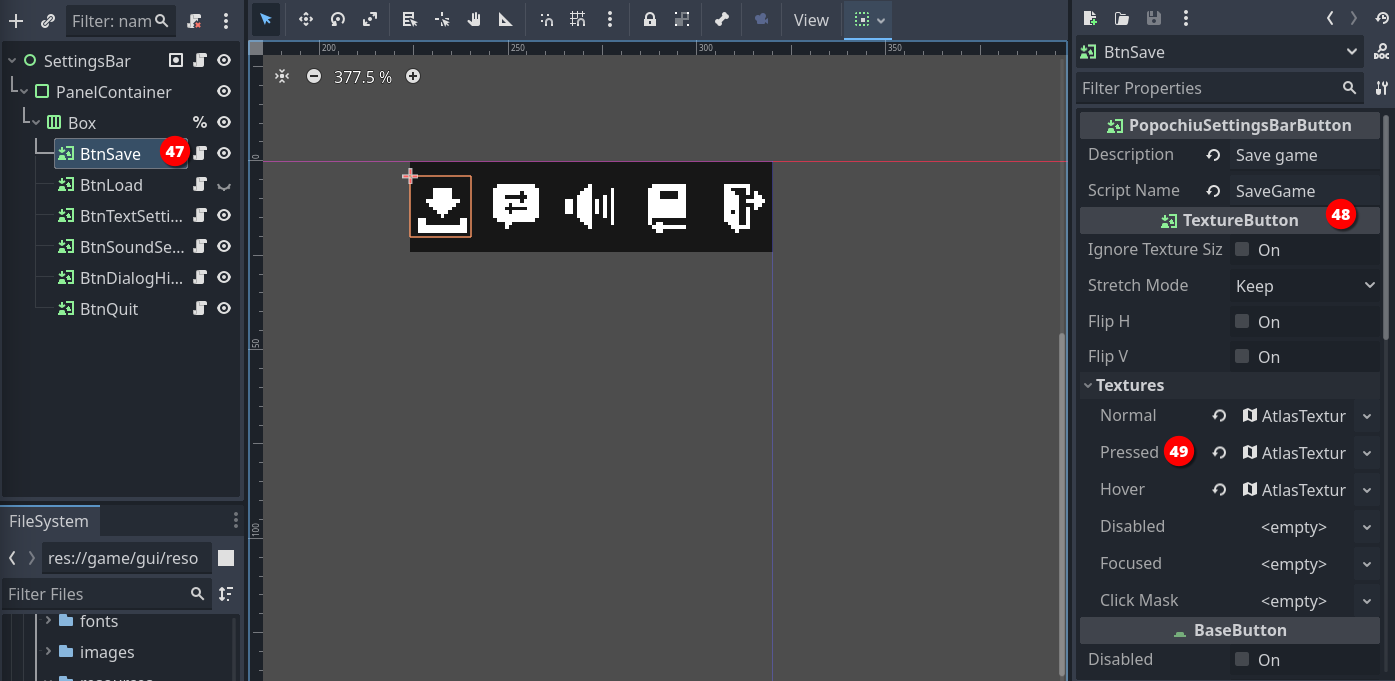 Filter: nam
SettingsBar
PanelContainer
Box
%
BtnSave
47
BtnLoad
BtnTextSetti...
BtnSoundSe...
BtnDialogHi...
BtnQuit
FileSystem
res://game/gui/reso
Filter Files
fonts
images
View
200
250
300
350
377.5 %
0
50
100
BtnSave
Filter Properties
PopochiuSettingsBarButton
Description
Save game
Script Name
SaveGame
TextureButton
48
Ignore Texture Siz
On
Stretch Mode
Keep
Flip H
On
Flip V
On
Textures
Normal
AtlasTextur
Pressed
49
AtlasTextur
Hover
AtlasTextur
Disabled
<empty>
Focused
<empty>
Click Mask
<empty>
BaseButton
Disabled
On